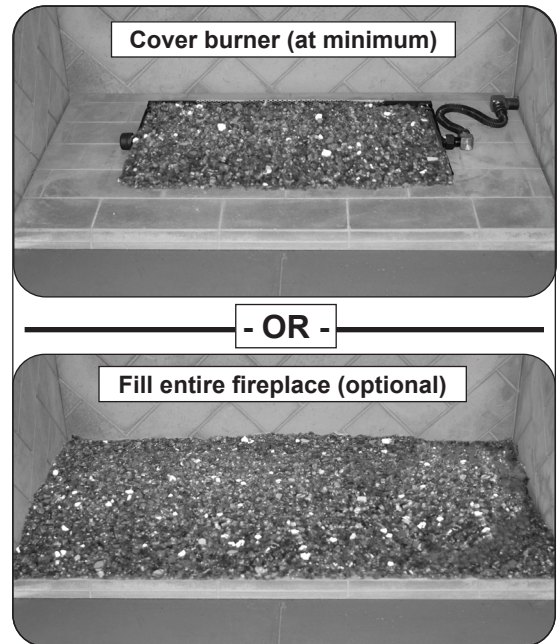 Cover burner (at minimum)
- OR -
Fill entire fireplace (optional)